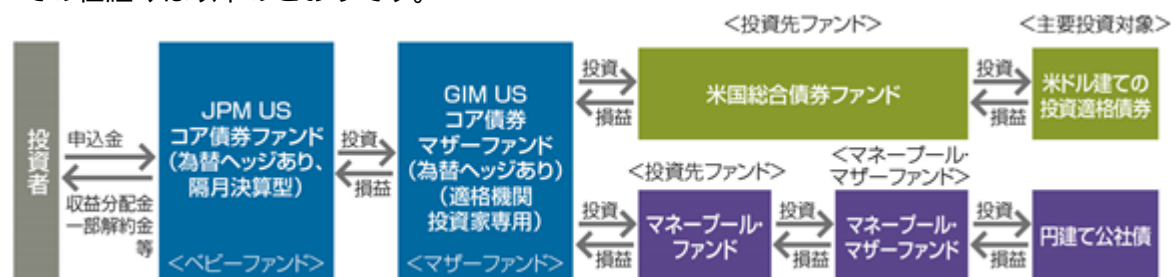 その仕組みは以下のとおりです。
<投資先ファンド>
<主要投資対象>
投資者
申込金
収益分配金
一部解約金
等
JPM US
コア債券ファンド
(為替ヘッジあり、
隔月決算型)
<ベビーファンド>
投資
損益
GIM US
コア債券
マザーファンド
(為替ヘッジあり)
(適格機関
投資家専用)
<マザーファンド>
投資
損益
米国総合債券ファンド
投資
損益
米ドル建ての
投資適格債券
<投資先ファンド>
<マネープール・
マザーファンド>
投資
損益
マネープール・
ファンド
投資
損益
マネープール・
マザーファンド
投資
損益
円建て公社債